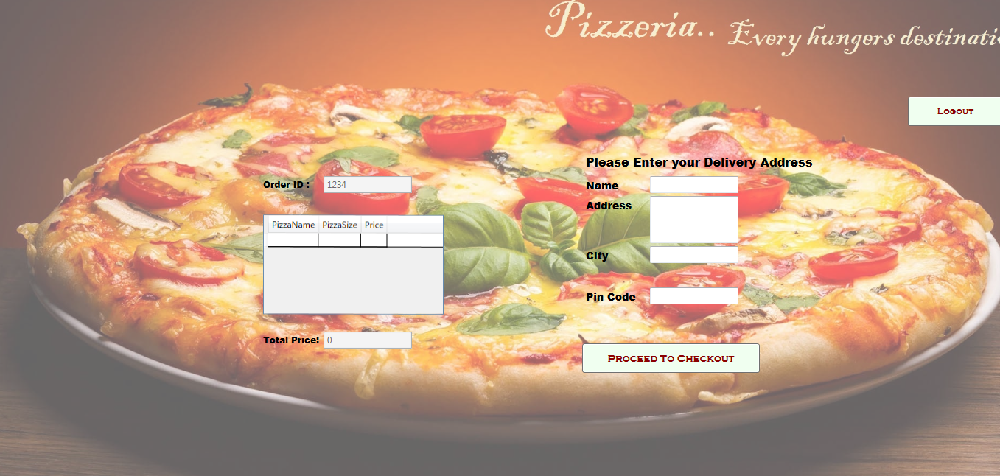 Pizzeria.. Every hungers destinati
Logout
Order ID : 1234
PizzaName PizzaSize Price
Total Price: 0
Please Enter your Delivery Address
Name
Address
City
Pin Code
Proceed To Checkout